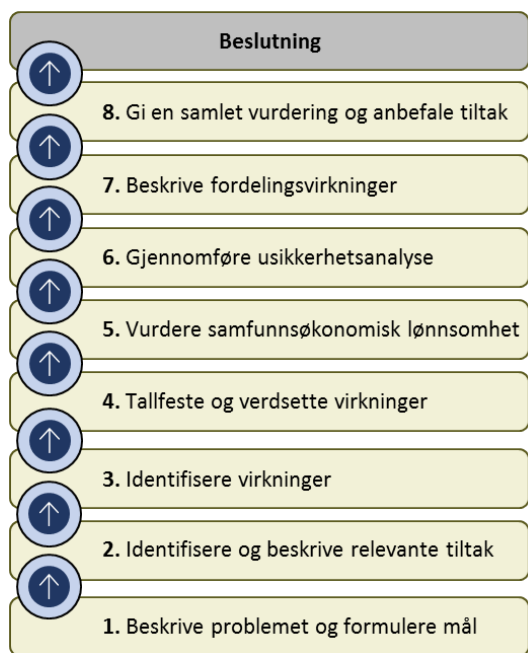 Beslutning
8. Gi en samlet vurdering og anbefale tiltak
7. Beskrive fordelingsvirkninger
6. Gjennomføre usikkerhetsanalyse
5. Vurdere samfunnsøkonomisk lønnsomhet
4. Tallfeste og verdsette virkninger
3. Identifisere virkninger
2. Identifisere og beskrive relevante tiltak
1. Beskrive problemet og formulere mål